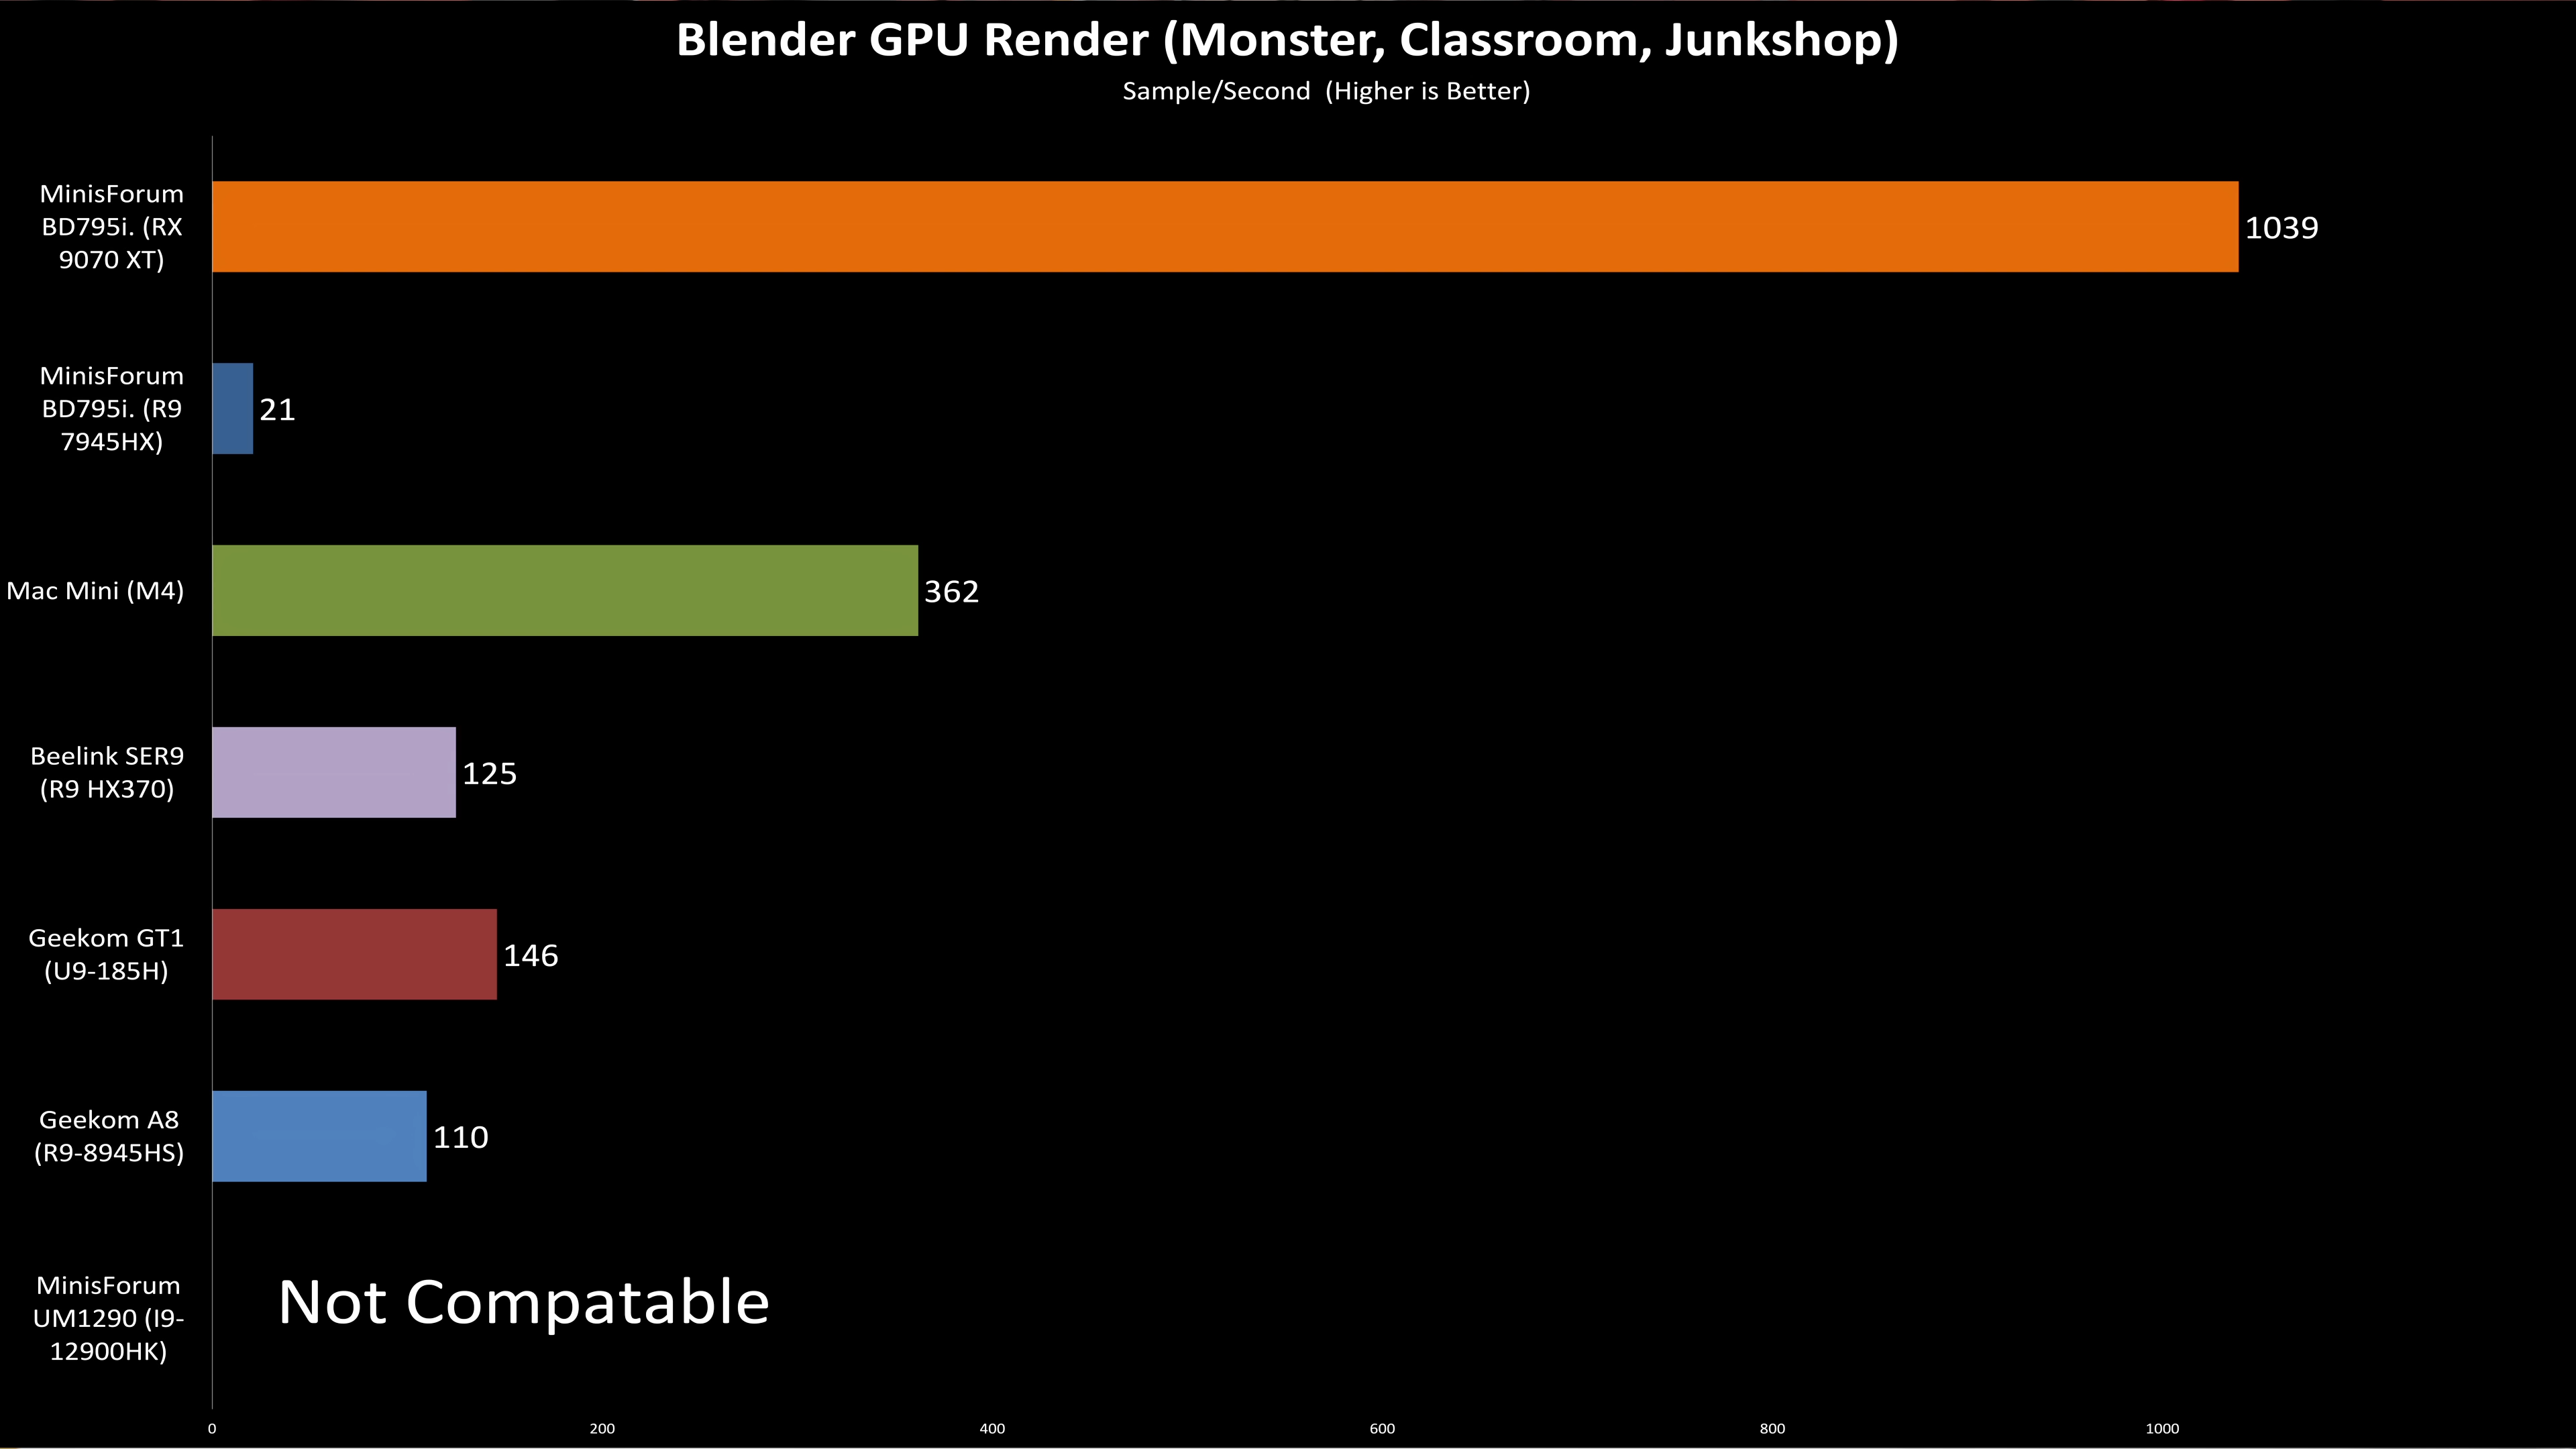 Blender GPU Render (Monster, Classroom, Junkshop)
Sample/Second  (Higher is Better)
MinisForum
BD795i. (RX
9070 XT)
1039
MinisForum
BD795i. (R9
7945HX)
21
Mac Mini (M4)
362
Beelink SER9
(R9 HX370)
125
Geekom GT1
(U9-185H)
146
Geekom A8
(R9-8945HS)
110
MinisForum
UM1290 (I9-
12900HK)
Not Compatable
0 200 400 600 800 1000